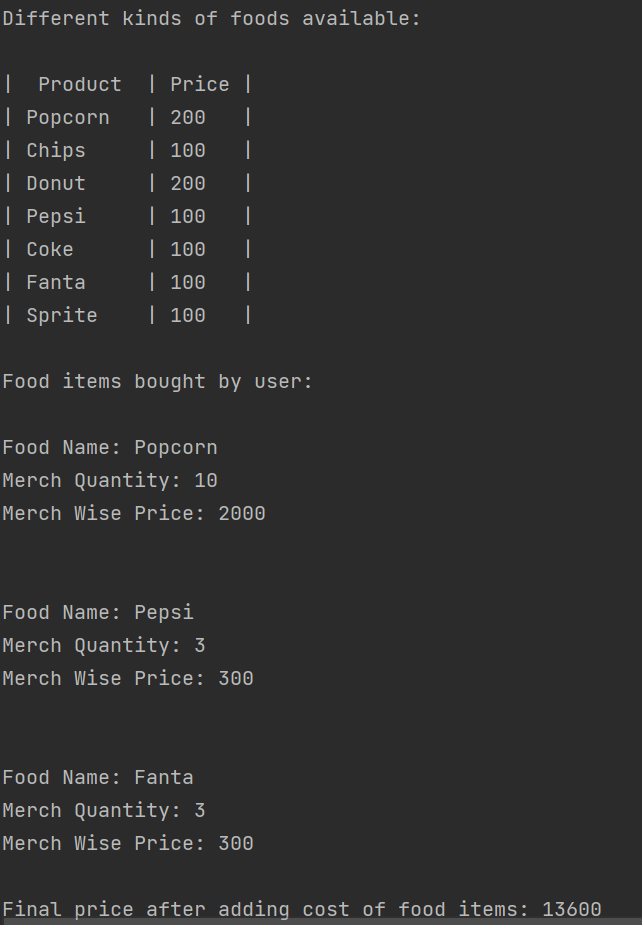 Different kinds of foods available:
|  Product  | Price |
| Popcorn   | 200   |
| Chips     | 100   |
| Donut     | 200   |
| Pepsi     | 100   |
| Coke      | 100   |
| Fanta     | 100   |
| Sprite    | 100   |
Food items bought by user:
Food Name: Popcorn
Merch Quantity: 10
Merch Wise Price: 2000
Food Name: Pepsi
Merch Quantity: 3
Merch Wise Price: 300
Food Name: Fanta
Merch Quantity: 3
Merch Wise Price: 300
Final price after adding cost of food items: 13600